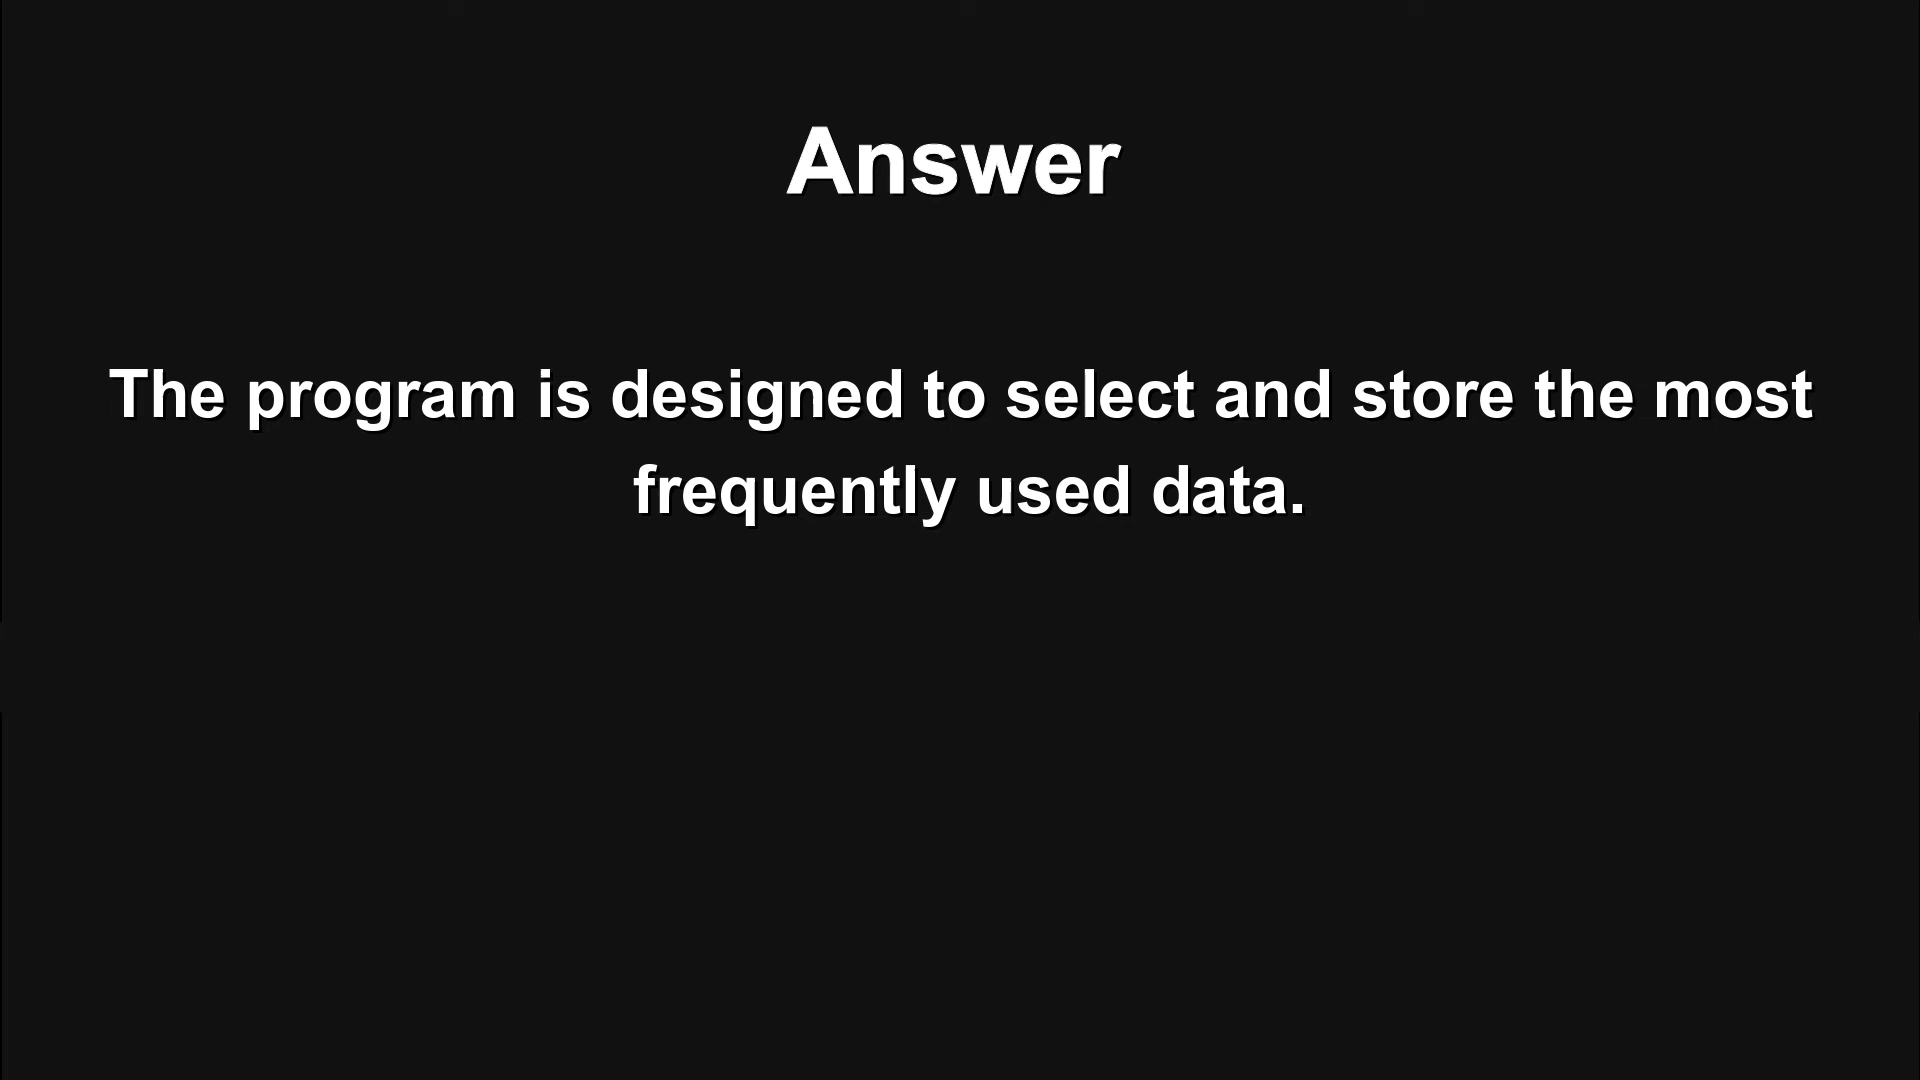 Answer
The program is designed to select and store the most
frequently used data.